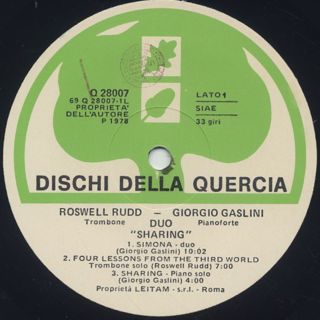 Q 28007
69 Q 28007-1L
PROPRIETÀ
DELL'AUTORE
P 1978
LATO 1
SIAE
33 giri
DISCHI DELLA QUERCIA
ROSWELL RUDD – GIORGIO GASLINI
Trombone DUO Pianoforte
"SHARING"
1. SIMONA - duo
(Giorgio Gaslini) 10:02
2. FOUR LESSONS FROM THE THIRD WORLD
Trombone solo (Roswell Rudd) 7:00
3. SHARING - Piano solo
(Giorgio Gaslini) 4:00
Proprietà LEITAM - s.r.l. - Roma